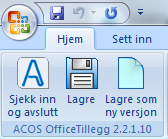 Hjem Sett inn
Sjekk inn og avslutt
Lagre
Lagre som ny versjon
ACOS OfficeTillegg 2.2.1.10